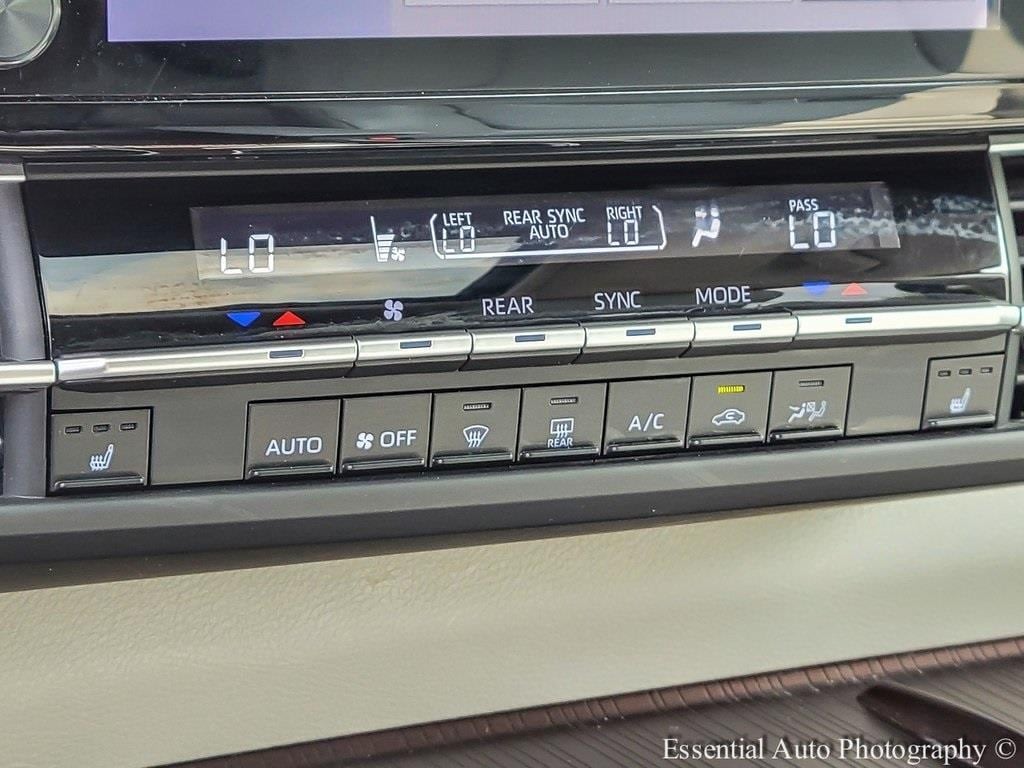 LEFT REAR SYNC RIGHT PASS
LO LO AUTO LO LO
REAR SYNC MODE
AUTO OFF A/C
REAR
Essential Auto Photography ©